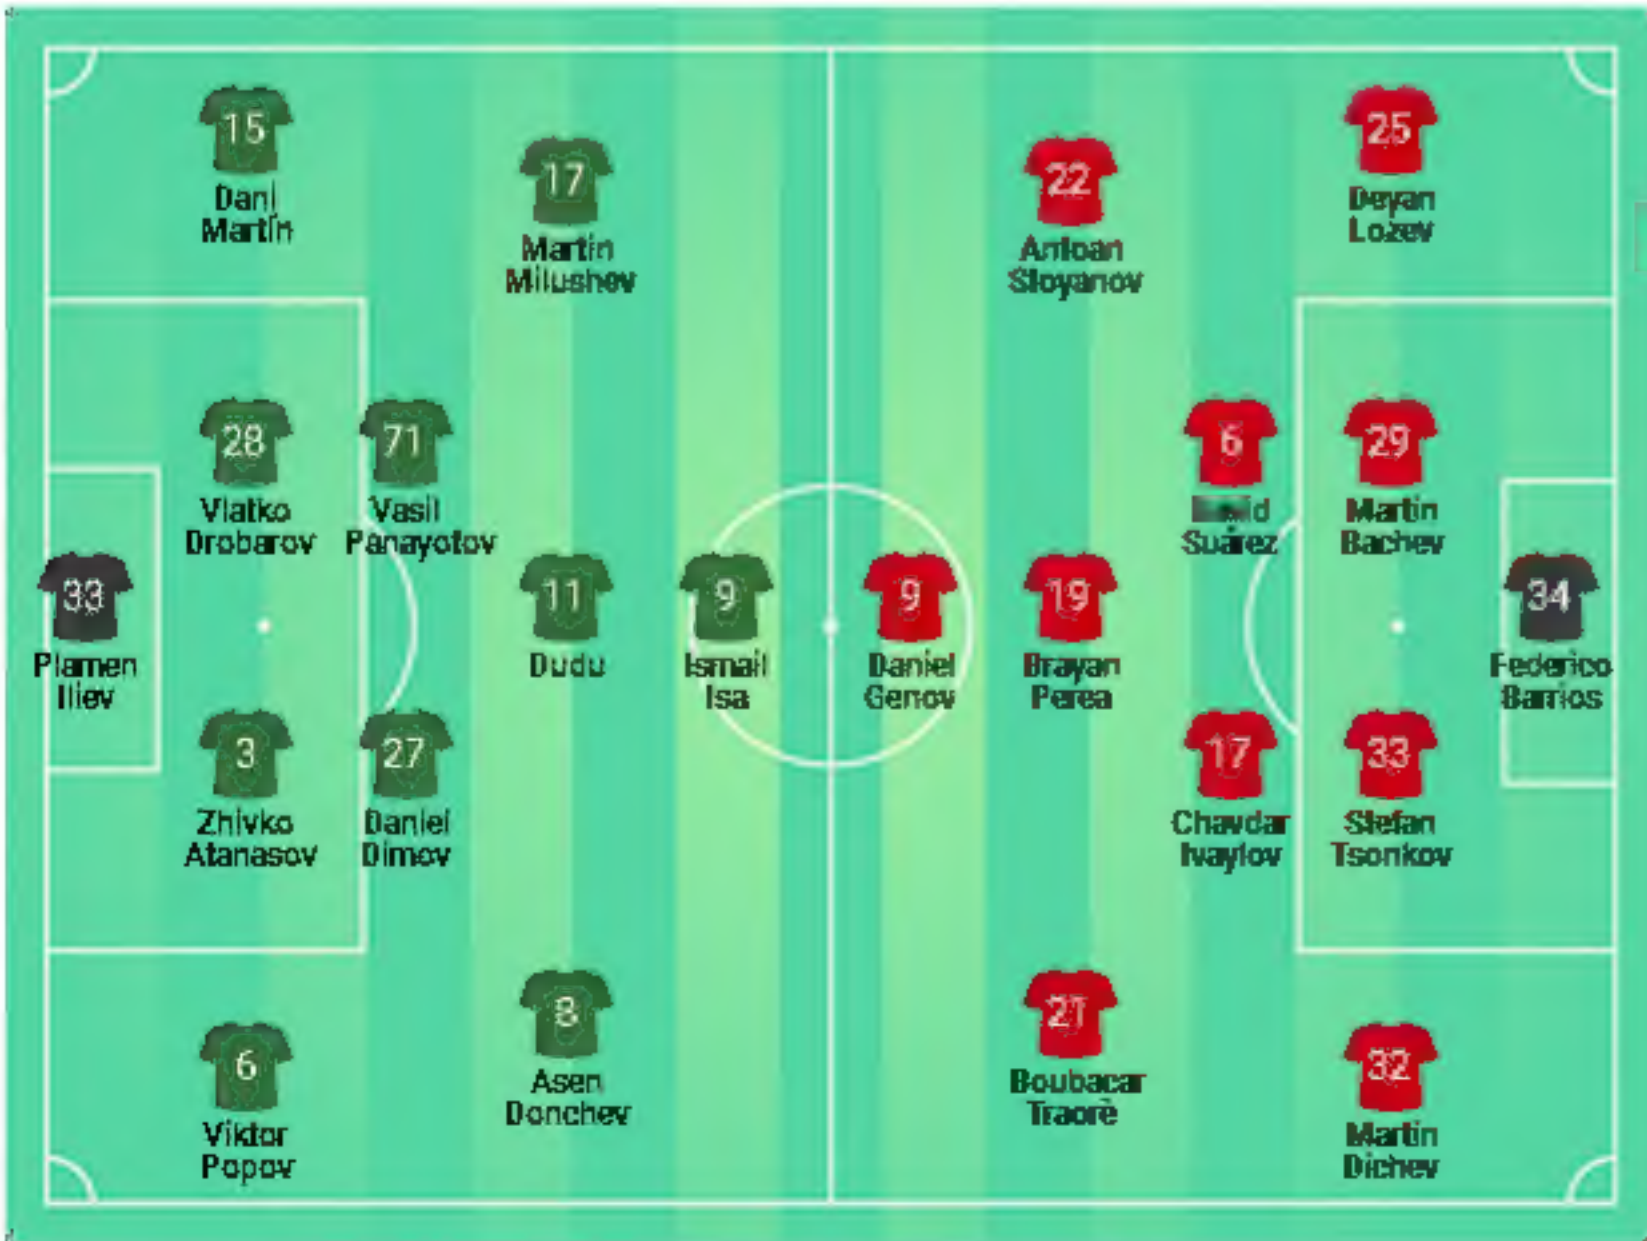 15
Dani
Martín
17
Martin
Milushev
22
Antoan
Stoyanov
25
Deyan
Lozev
28
Vlatko
Drobarov
71
Vasil
Panayotov
6
Suárez
29
Martin
Bachev
33
Plamen
Iliev
11
Dudu
9
Ismail
Isa
9
Daniel
Genov
19
Brayan
Perea
34
Federico
Barrios
3
Zhivko
Atanasov
27
Daniel
Dimov
17
Chavdar
Ivaylov
33
Stefan
Tsonkov
6
Viktor
Popov
8
Asen
Donchev
21
Boubacar
Traoré
32
Martin
Dichev